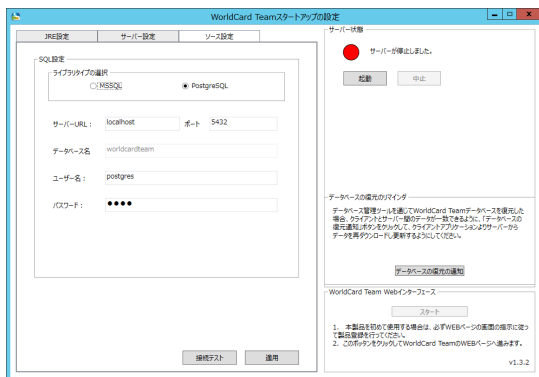 WorldCard Teamスタートアップの設定
JRE設定
サーバー設定
ソース設定
SQL設定
ライブラリタイプの選択
MSSQL
PostgreSQL
サーバーURL：
localhost
ポート
5432
データベース名
worldcardteam
ユーザー名：
postgres
パスワード：
●●●●
接続テスト
適用
サーバー状態
サーバーが停止しました。
起動
中止
データベースの復元のリマインダ
データベース管理ツールを通じてWorldCard Teamデータベースを復元した
場合、クライアントとサーバー間のデータが一致できるように、「データベースの
復元通知」ボタンをクリックして、クライアントアプリケーションよりサーバーから
データを再ダウンロードし更新するようにしてください。
データベースの復元の通知
WorldCard Team Webインターフェース
スタート
1. 本製品を初めて使用する場合は、必ずWEBページの画面の指示に従っ
て製品登録を行ってください。
2. このボタンをクリックしてWorldCard TeamのWEBページへ進みます。
v1.3.2